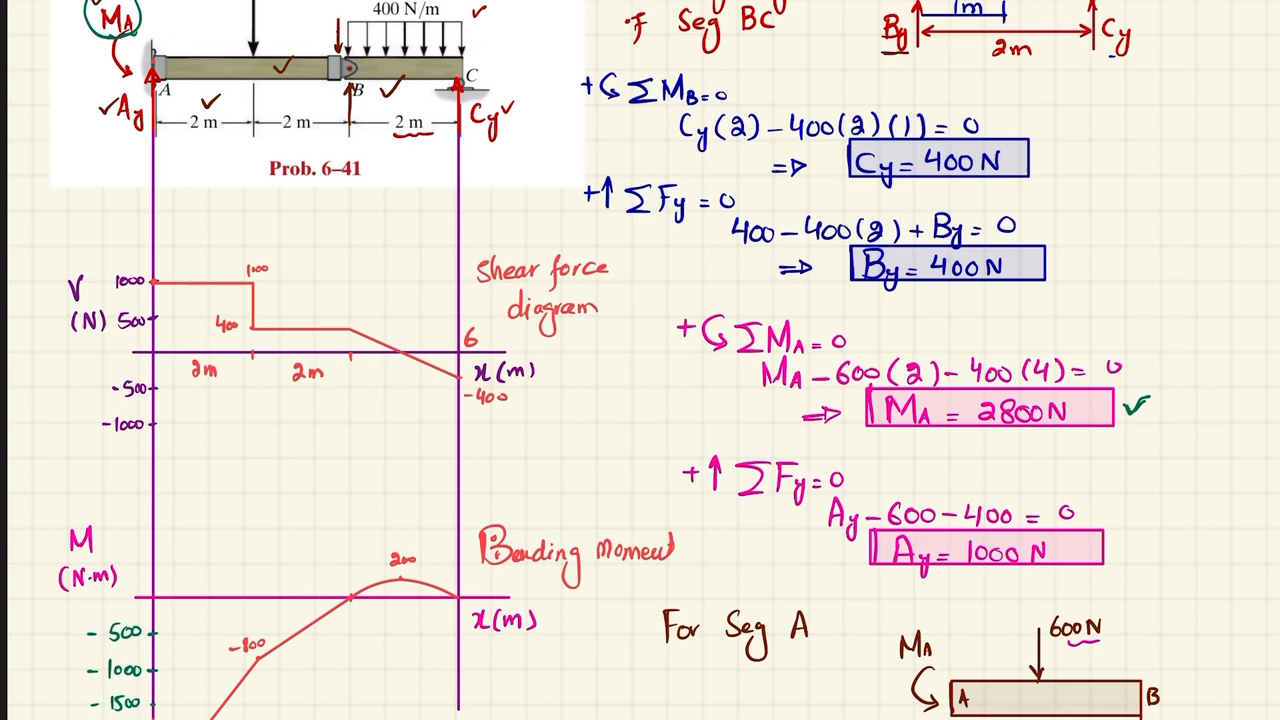 MA
400 N/m
A
B
C
Ay
Cy
2 m
2 m
2 m
Prob. 6–41
V
(N)
1000
500
-500
-1000
1000
400
2m
2m
6
x(m)
-400
Shear force
diagram
M
(N·m)
- 500
- 1000
- 1500
-800
200
x(m)
Bending moment
Seg BC
1m
By
2m
Cy
+ ΣMB=0
Cy(2) - 400(2)(1) = 0
⇒ Cy = 400 N
+↑ ΣFy = 0
400 - 400(2) + By = 0
⇒ By = 400 N
+ ΣMA = 0
MA - 600(2) - 400(4) = 0
⇒ MA = 2800N ✓
+↑ ΣFy = 0
Ay - 600 - 400 = 0
Ay = 1000 N
For Seg A
MA
600 N
A
B